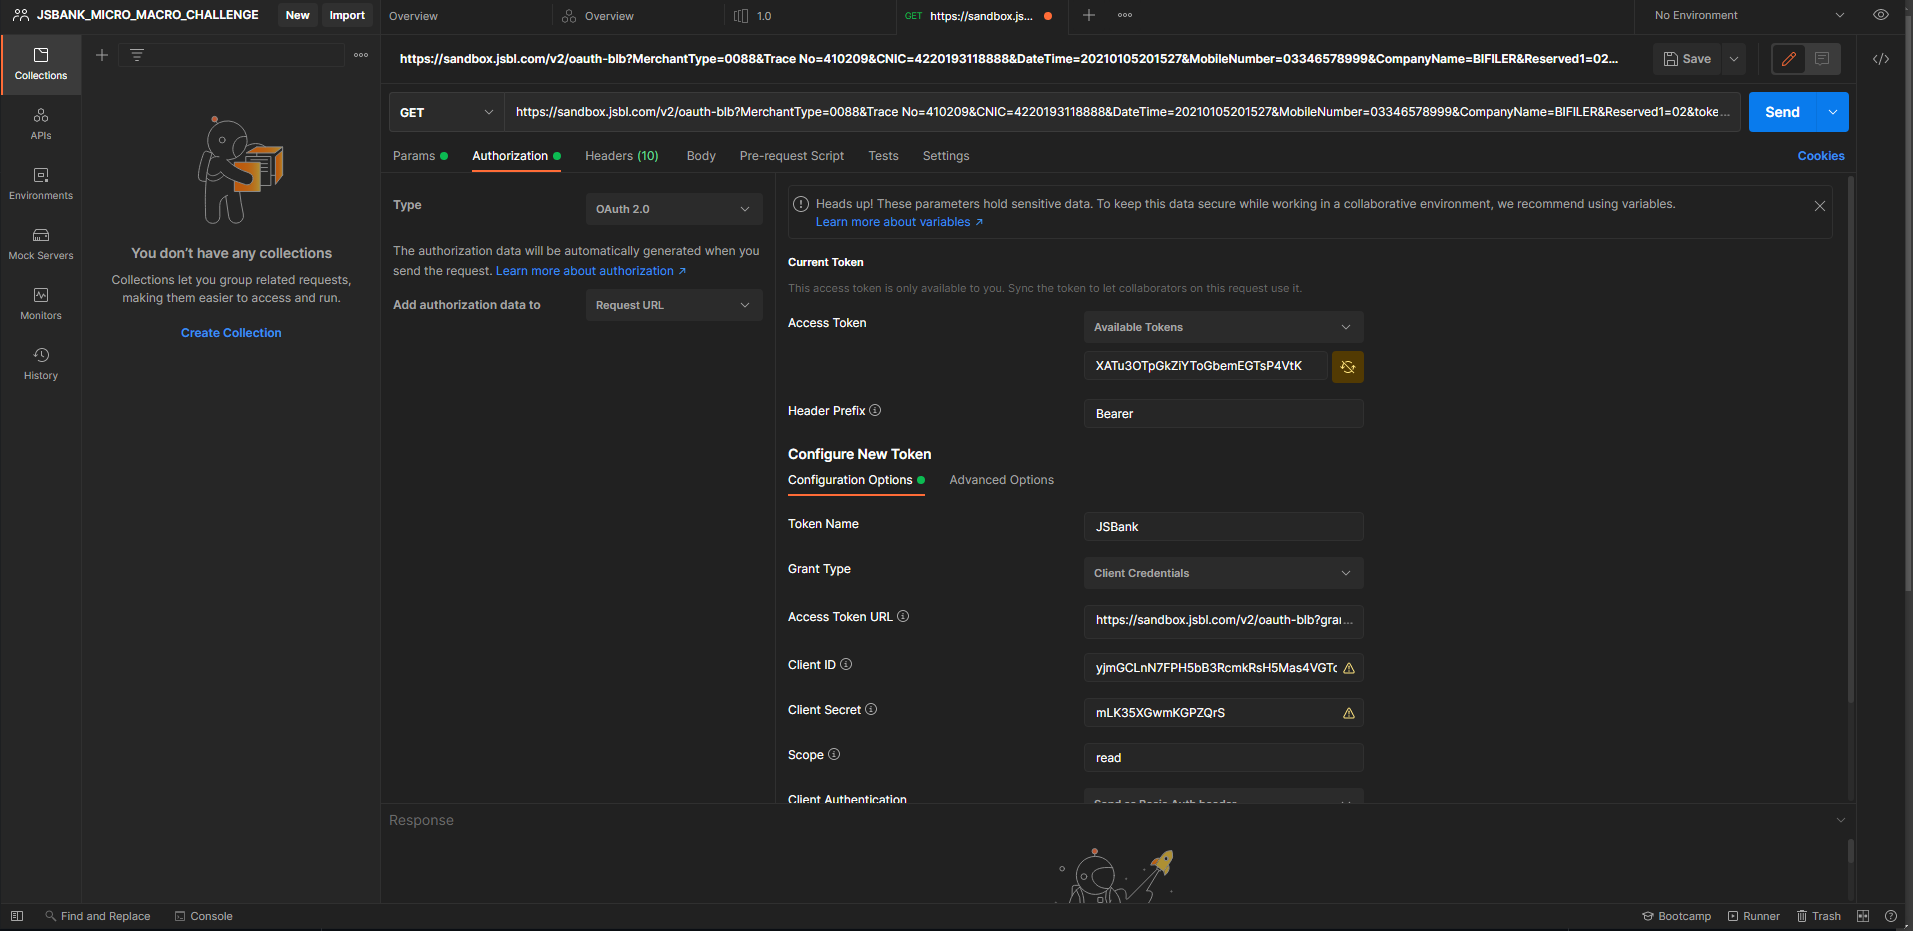 JSBANK_MICRO_MACRO_CHALLENGE
New
Import
Overview
Overview
1.0
GET https://sandbox.js...
No Environment
Collections
APIs
Environments
Mock Servers
Monitors
History
You don't have any collections
Collections let you group related requests,
making them easier to access and run.
Create Collection
https://sandbox.jsbl.com/v2/oauth-blb?MerchantType=0088&Trace No=410209&CNIC=4220193118888&DateTime=20210105201527&MobileNumber=03346578999&CompanyName=BIFILER&Reserved1=02...
Save
GET
https://sandbox.jsbl.com/v2/oauth-blb?MerchantType=0088&Trace No=410209&CNIC=4220193118888&DateTime=20210105201527&MobileNumber=03346578999&CompanyName=BIFILER&Reserved1=02&toke...
Send
Params
Authorization
Headers (10)
Body
Pre-request Script
Tests
Settings
Cookies
Type
OAuth 2.0
The authorization data will be automatically generated when you
send the request. Learn more about authorization ↗
Add authorization data to
Request URL
Heads up! These parameters hold sensitive data. To keep this data secure while working in a collaborative environment, we recommend using variables.
Learn more about variables ↗
Current Token
This access token is only available to you. Sync the token to let collaborators on this request use it.
Access Token
Available Tokens
XATu3OTpGkZiYToGbemEGTsP4VtK
Header Prefix
Bearer
Configure New Token
Configuration Options
Advanced Options
Token Name
JSBank
Grant Type
Client Credentials
Access Token URL
https://sandbox.jsbl.com/v2/oauth-blb?gra...
Client ID
yjmGCLnN7FPH5bB3RcmkRsH5Mas4VGTc
Client Secret
mLK35XGwmKGPZQrS
Scope
read
Client Authentication
Send as Basic Auth header
Response
Find and Replace
Console
Bootcamp
Runner
Trash